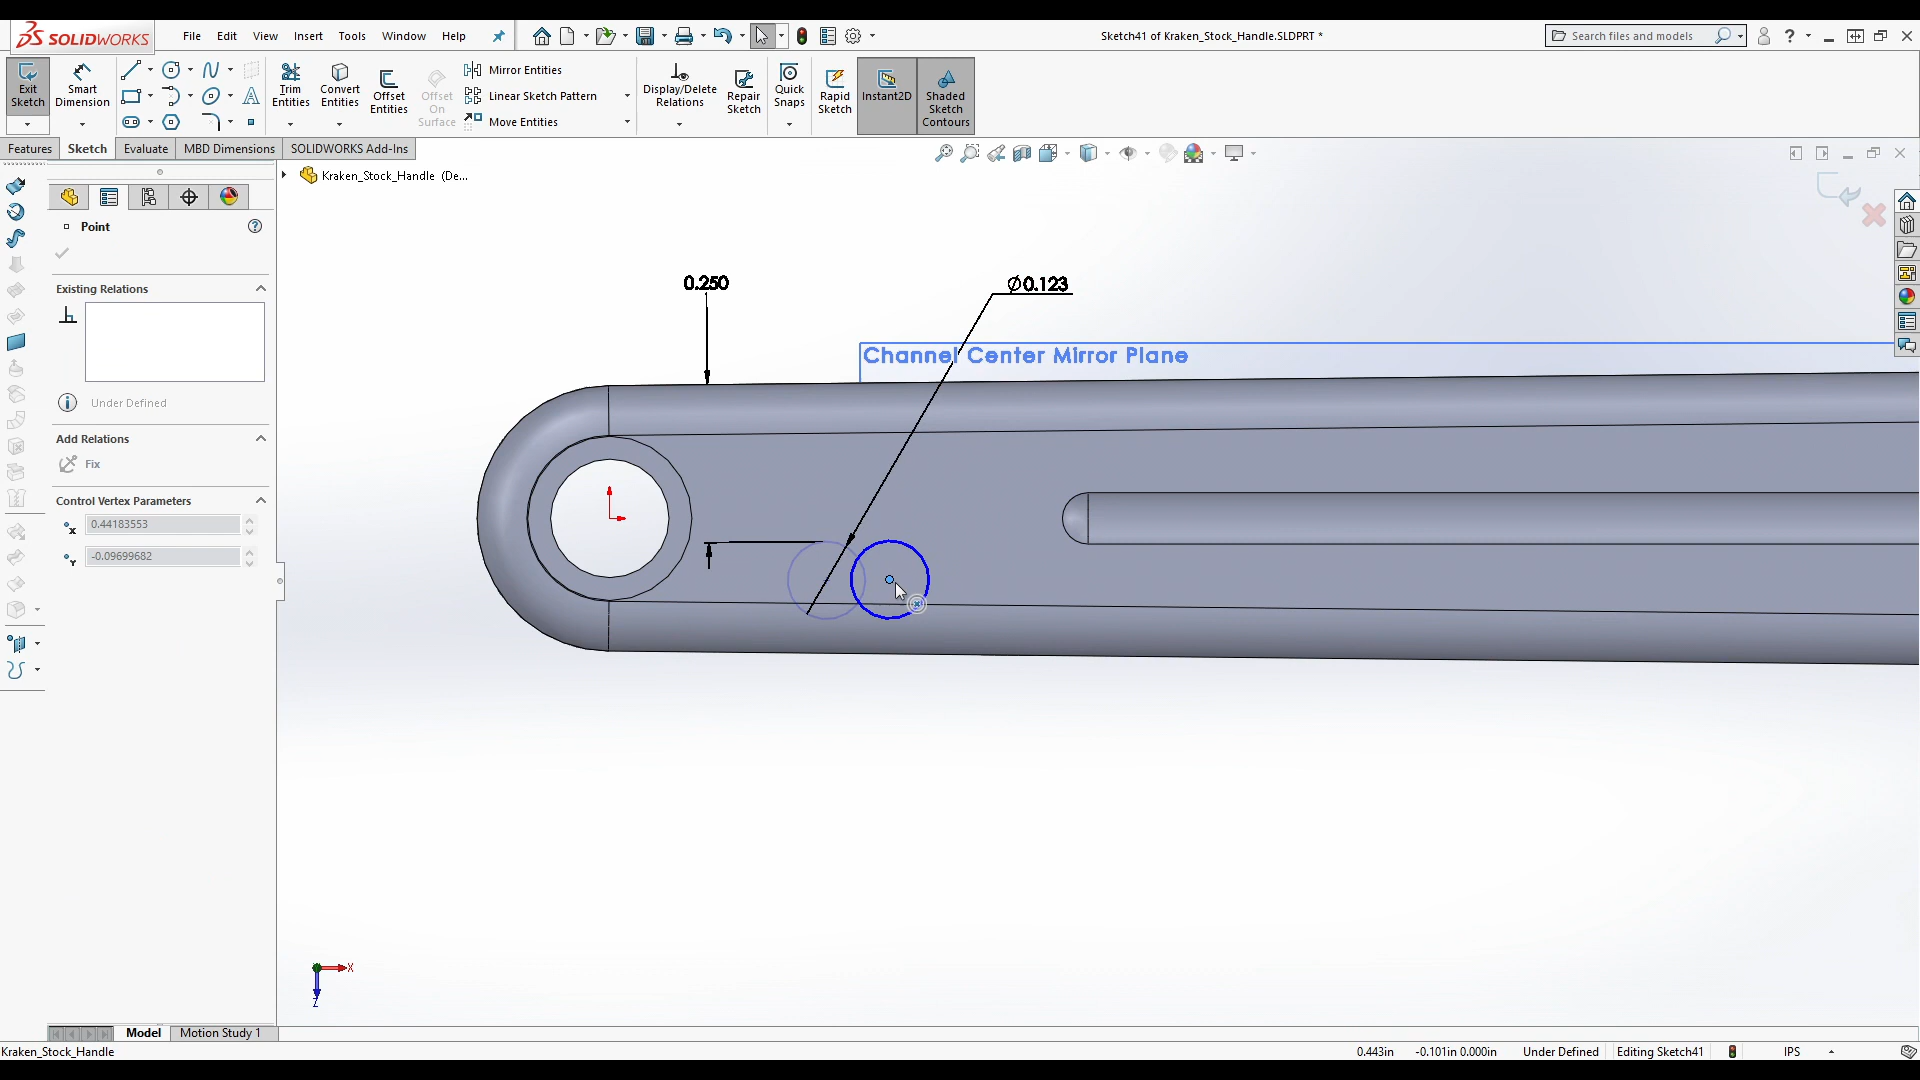 SOLIDWORKS File Edit View Insert Tools Window Help Sketch41 of Kraken_Stock_Handle.SLDPRT * Search files and models
Exit Sketch
Smart Dimension
Trim Entities
Convert Entities
Offset Entities
Offset On Surface
Mirror Entities
Linear Sketch Pattern
Move Entities
Display/Delete Relations
Repair Sketch
Quick Snaps
Rapid Sketch
Instant2D
Shaded Sketch Contours
Features Sketch Evaluate MBD Dimensions SOLIDWORKS Add-Ins
Kraken_Stock_Handle (De...
Point
Existing Relations
Under Defined
Add Relations
Fix
Control Vertex Parameters
x 0.44183553
Y -0.09699682
0.250
Ø0.123
Channel Center Mirror Plane
X
Z
Model Motion Study 1
Kraken_Stock_Handle 0.443in -0.101in 0.000in Under Defined Editing Sketch41 IPS